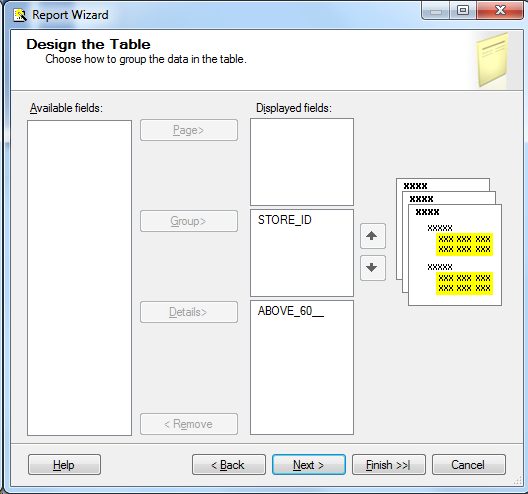 Report Wizard
Design the Table
Choose how to group the data in the table.
Available fields:
Displayed fields:
Page>
Group>
STORE_ID
Details>
ABOVE_60__
< Remove
xxxx
xxxx
xxxx
xxxxx
xxx xxx xxx
xxx xxx xxx
xxxxx
xxx xxx xxx
xxx xxx xxx
Help
< Back
Next >
Finish >>|
Cancel